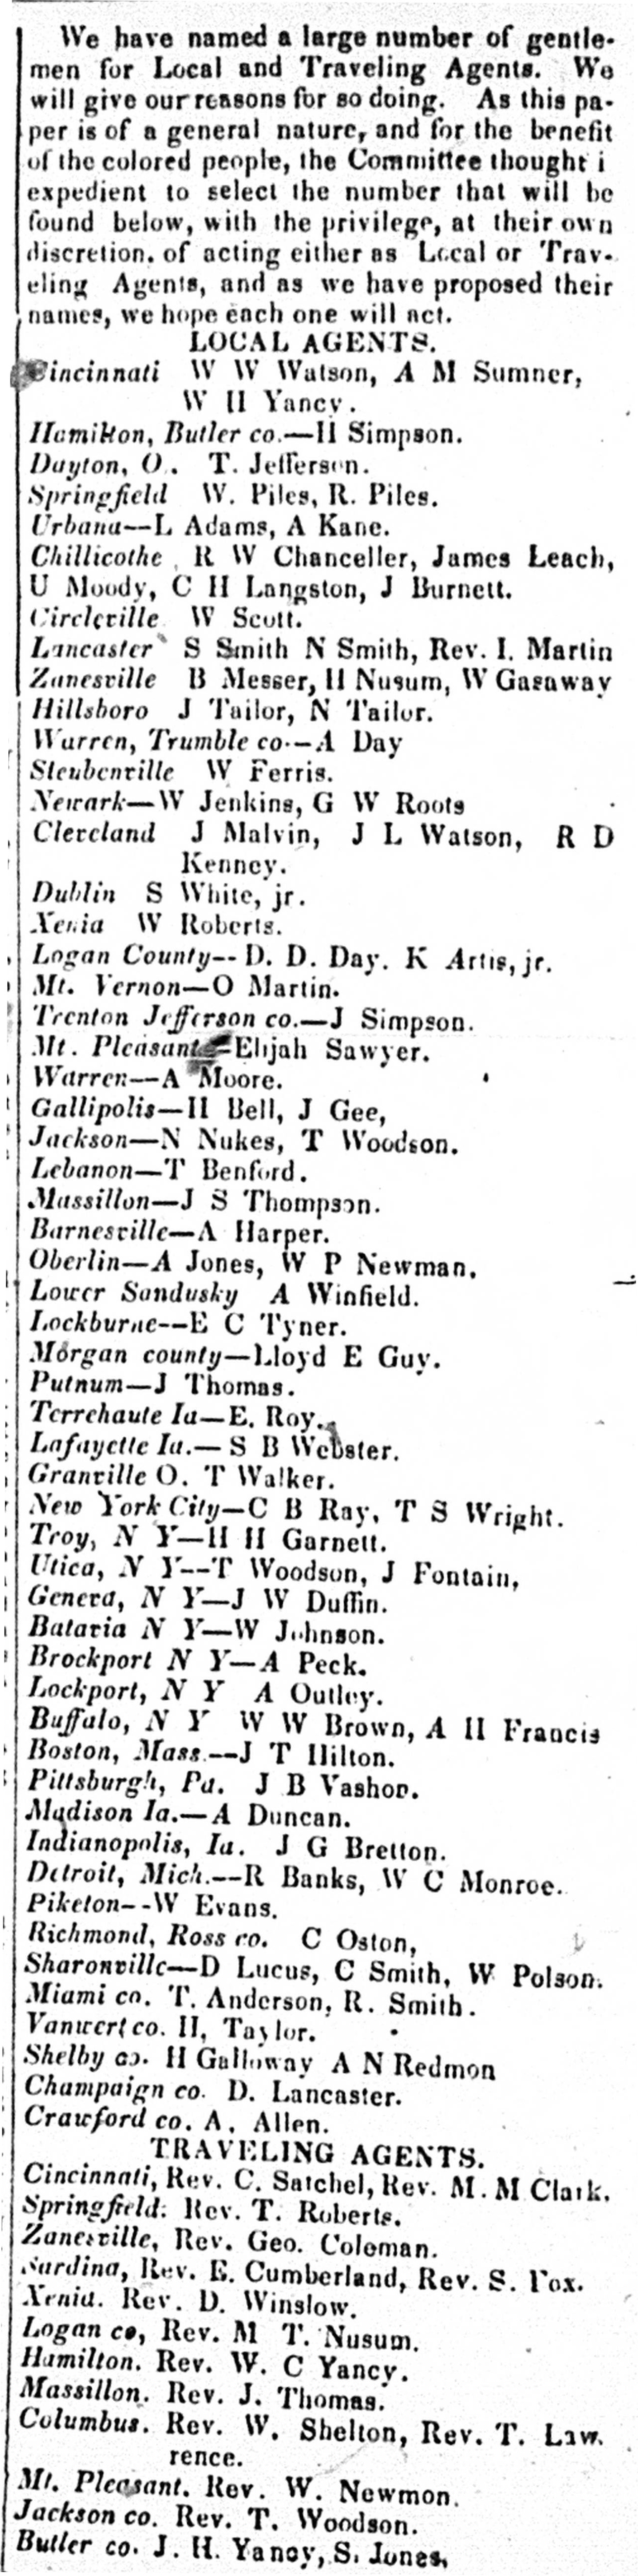 We have named a large number of gentle-
men for Local and Traveling Agents. We
will give our reasons for so doing. As this pa-
per is of a general nature, and for the benefit
of the colored people, the Committee thought i
expedient to select the number that will be
found below, with the privilege, at their own
discretion, of acting either as Local or Trav-
eling Agents, and as we have proposed their
names, we hope each one will act.
LOCAL AGENTS.
Cincinnati W W Watson, A M Sumner,
W H Yancy.
Hamilton, Butler co.—H Simpson.
Dayton, O. T. Jefferson.
Springfield W. Piles, R. Piles.
Urbana—L Adams, A Kane.
Chillicothe R W Chanceller, James Leach,
U Moody, C H Langston, J Burnett.
Circleville W Scott.
Lancaster S Smith N Smith, Rev. I. Martin
Zanesville B Messer, H Nusum, W Gasaway
Hillsboro J Tailor, N Tailor.
Warren, Trumble co.—A Day
Steubenville W Ferris.
Newark—W Jenkins, G W Roots
Cleveland J Malvin, J L Watson, R D
Kenney.
Dublin S White, jr.
Xenia W Roberts.
Logan County-- D. D. Day. K Artis, jr.
Mt. Vernon—O Martin.
Trenton Jefferson co.—J Simpson.
Mt. Pleasant—Elijah Sawyer.
Warren—A Moore.
Gallipolis—H Bell, J Gee,
Jackson—N Nukes, T Woodson.
Lebanon—T Benford.
Massillon—J S Thompson.
Barnesville—A Harper.
Oberlin—A Jones, W P Newman.
Lower Sandusky A Winfield.
Lockburne--E C Tyner.
Morgan county—Lloyd E Guy.
Putnum—J Thomas.
Terrehaute Ia—E. Roy.
Lafayette Ia.— S B Webster.
Granville O. T Walker.
New York City—C B Ray, T S Wright.
Troy, N Y—H H Garnett.
Utica, N Y--T Woodson, J Fontain,
Geneva, N Y—J W Duffin.
Batavia N Y—W Johnson.
Brockport N Y—A Peck.
Lockport, N Y A Outley.
Buffalo, N Y W W Brown, A H Francis
Boston, Mass.—J T Hilton.
Pittsburgh, Pa. J B Vashon.
Madison Ia.—A Duncan.
Indianopolis, Ia. J G Bretton.
Detroit, Mich.--R Banks, W C Monroe.
Piketon--W Evans.
Richmond, Ross co. C Oston,
Sharonville—D Lucus, C Smith, W Polson.
Miami co. T. Anderson, R. Smith.
Vanwert co. H, Taylor.
Shelby co. H Galloway A N Redmon
Champaign co. D. Lancaster.
Crawford co. A. Allen.
TRAVELING AGENTS.
Cincinnati, Rev. C. Satchel, Rev. M. M Clark.
Springfield: Rev. T. Roberts.
Zanesville, Rev. Geo. Coleman.
Sardina, Rev. E. Cumberland, Rev. S. Fox.
Xenia. Rev. D. Winslow.
Logan co, Rev. M T. Nusum.
Hamilton. Rev. W. C Yancy.
Massillon. Rev. J. Thomas.
Columbus. Rev. W. Shelton, Rev. T. Law.
rence.
Mt. Pleasant. Rev. W. Newmon.
Jackson co. Rev. T. Woodson.
Butler co. J. H. Yancy, S. Jones,